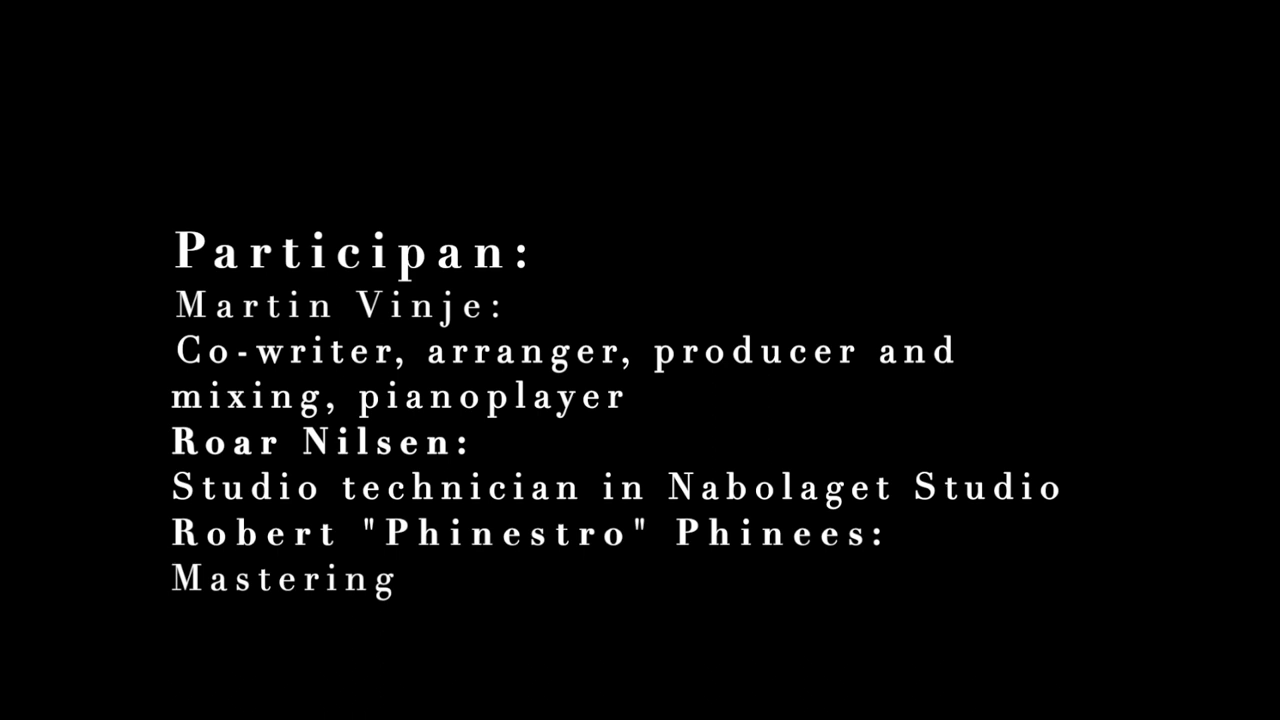 Participan:
Martin Vinje:
Co-writer, arranger, producer and
mixing, pianoplayer
Roar Nilsen:
Studio technician in Nabolaget Studio
Robert "Phinestro" Phinees:
Mastering